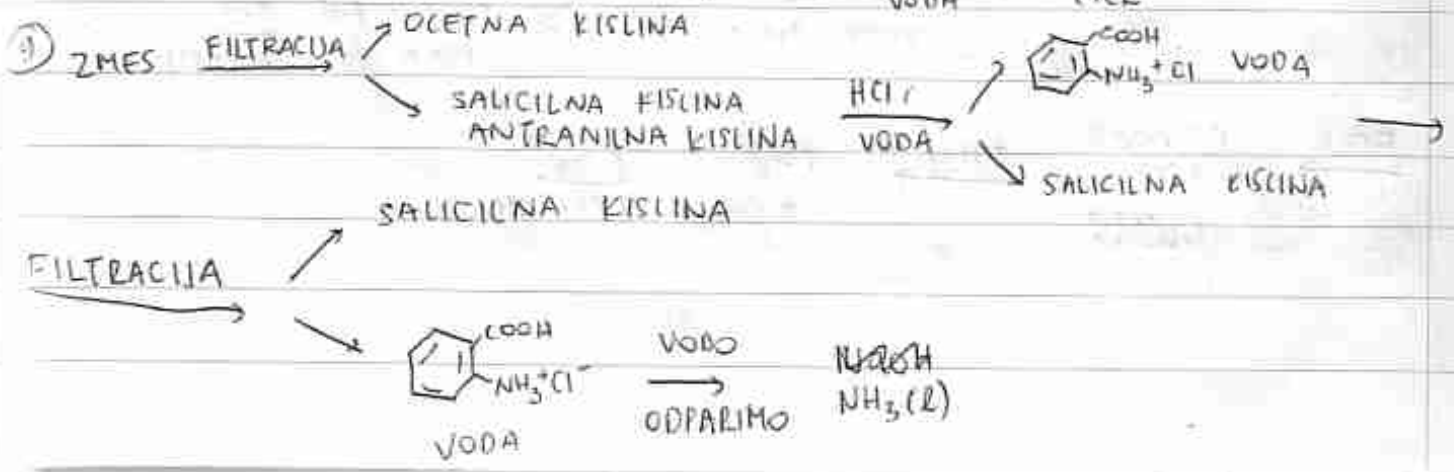 VODA
ZMES FILTRACIJA OCETNA KISLINA
COOH
NH3+Cl VODA
SALICILNA KISLINA HCl,
ANTRANILNA KISLINA VODA
SALICILNA KISLINA
SALICILNA KISLINA
FILTRACIJA
COOH
NH3+Cl-
VODA
VODO
ODPARIMO
NaOH
NH3(l)